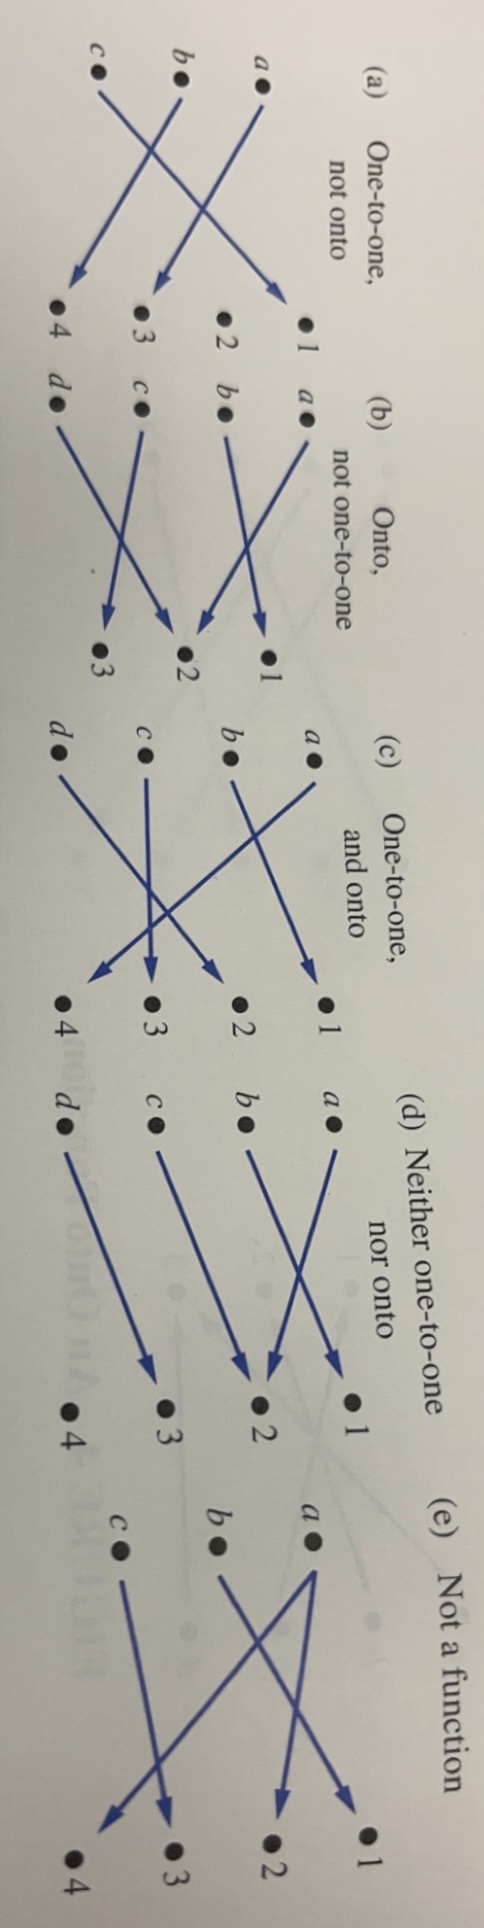 (a) One-to-one,
not onto
a
b
c
1
2
3
4
(b) Onto,
not one-to-one
a
b
c
d
1
2
3
(c) One-to-one,
and onto
a
b
c
d
1
2
3
4
(d) Neither one-to-one
nor onto
a
b
c
d
1
2
3
4
(e) Not a function
a
b
c
1
2
3
4